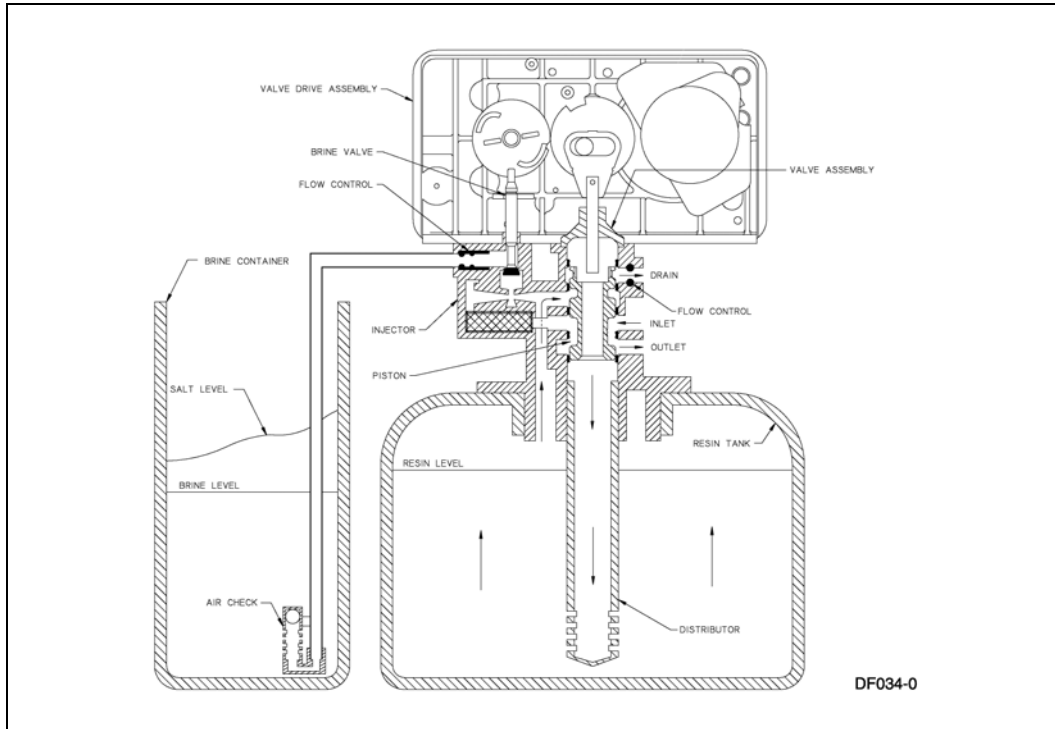 VALVE DRIVE ASSEMBLY
BRINE VALVE
FLOW CONTROL
VALVE ASSEMBLY
BRINE CONTAINER
DRAIN
FLOW CONTROL
INJECTOR
INLET
OUTLET
PISTON
SALT LEVEL
RESIN TANK
RESIN LEVEL
BRINE LEVEL
AIR CHECK
DISTRIBUTOR
DF034-0